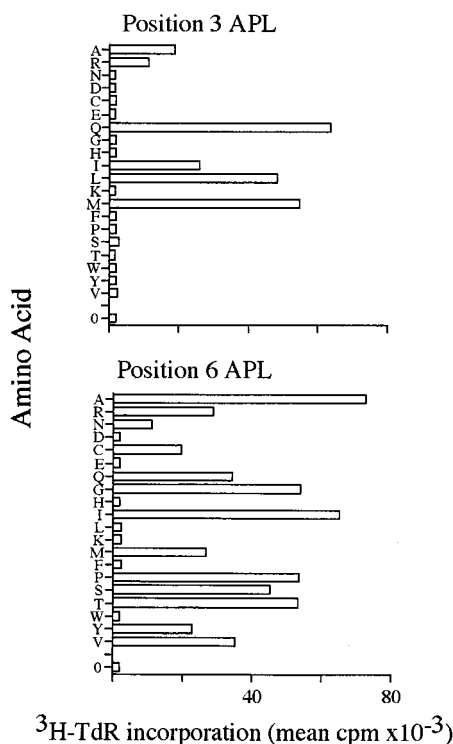 Position 3 APL
A
R
N
D
C
E
Q
G
H
I
L
K
M
F
P
S
T
W
Y
V
0
Amino Acid
Position 6 APL
A
R
N
D
C
E
Q
G
H
I
L
K
M
F
P
S
T
W
Y
V
0
40
80
³H-TdR incorporation (mean cpm x10⁻³)